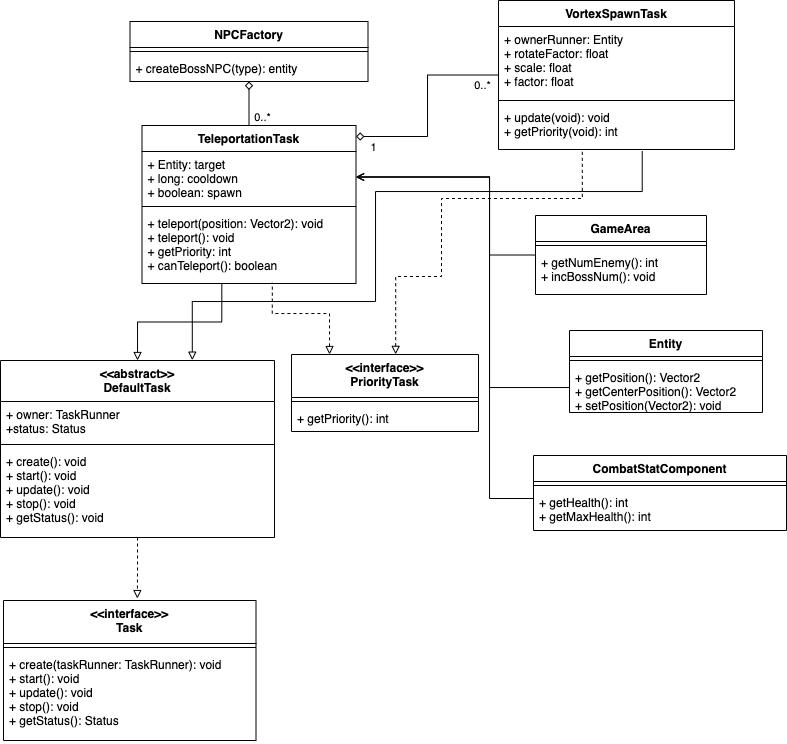 NPCFactory
+ createBossNPC(type): entity
0..*
VortexSpawnTask
+ ownerRunner: Entity
+ rotateFactor: float
+ scale: float
+ factor: float
+ update(void): void
+ getPriority(void): int
0..*
1
TeleportationTask
+ Entity: target
+ long: cooldown
+ boolean: spawn
+ teleport(position: Vector2): void
+ teleport(): void
+ getPriority: int
+ canTeleport(): boolean
GameArea
+ getNumEnemy(): int
+ incBossNum(): void
Entity
+ getPosition(): Vector2
+ getCenterPosition(): Vector2
+ setPosition(Vector2): void
CombatStatComponent
+ getHealth(): int
+ getMaxHealth(): int
<<abstract>>
DefaultTask
+ owner: TaskRunner
+status: Status
+ create(): void
+ start(): void
+ update(): void
+ stop(): void
+ getStatus(): void
<<interface>>
PriorityTask
+ getPriority(): int
<<interface>>
Task
+ create(taskRunner: TaskRunner): void
+ start(): void
+ update(): void
+ stop(): void
+ getStatus(): Status